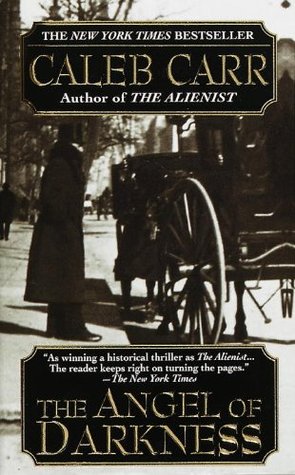 THE NEW YORK TIMES BESTSELLER
CALEB CARR
Author of THE ALIENIST
"As winning a historical thriller as The Alienist...
The reader keeps right on turning the pages."
—The New York Times
THE ANGEL OF
DARKNESS